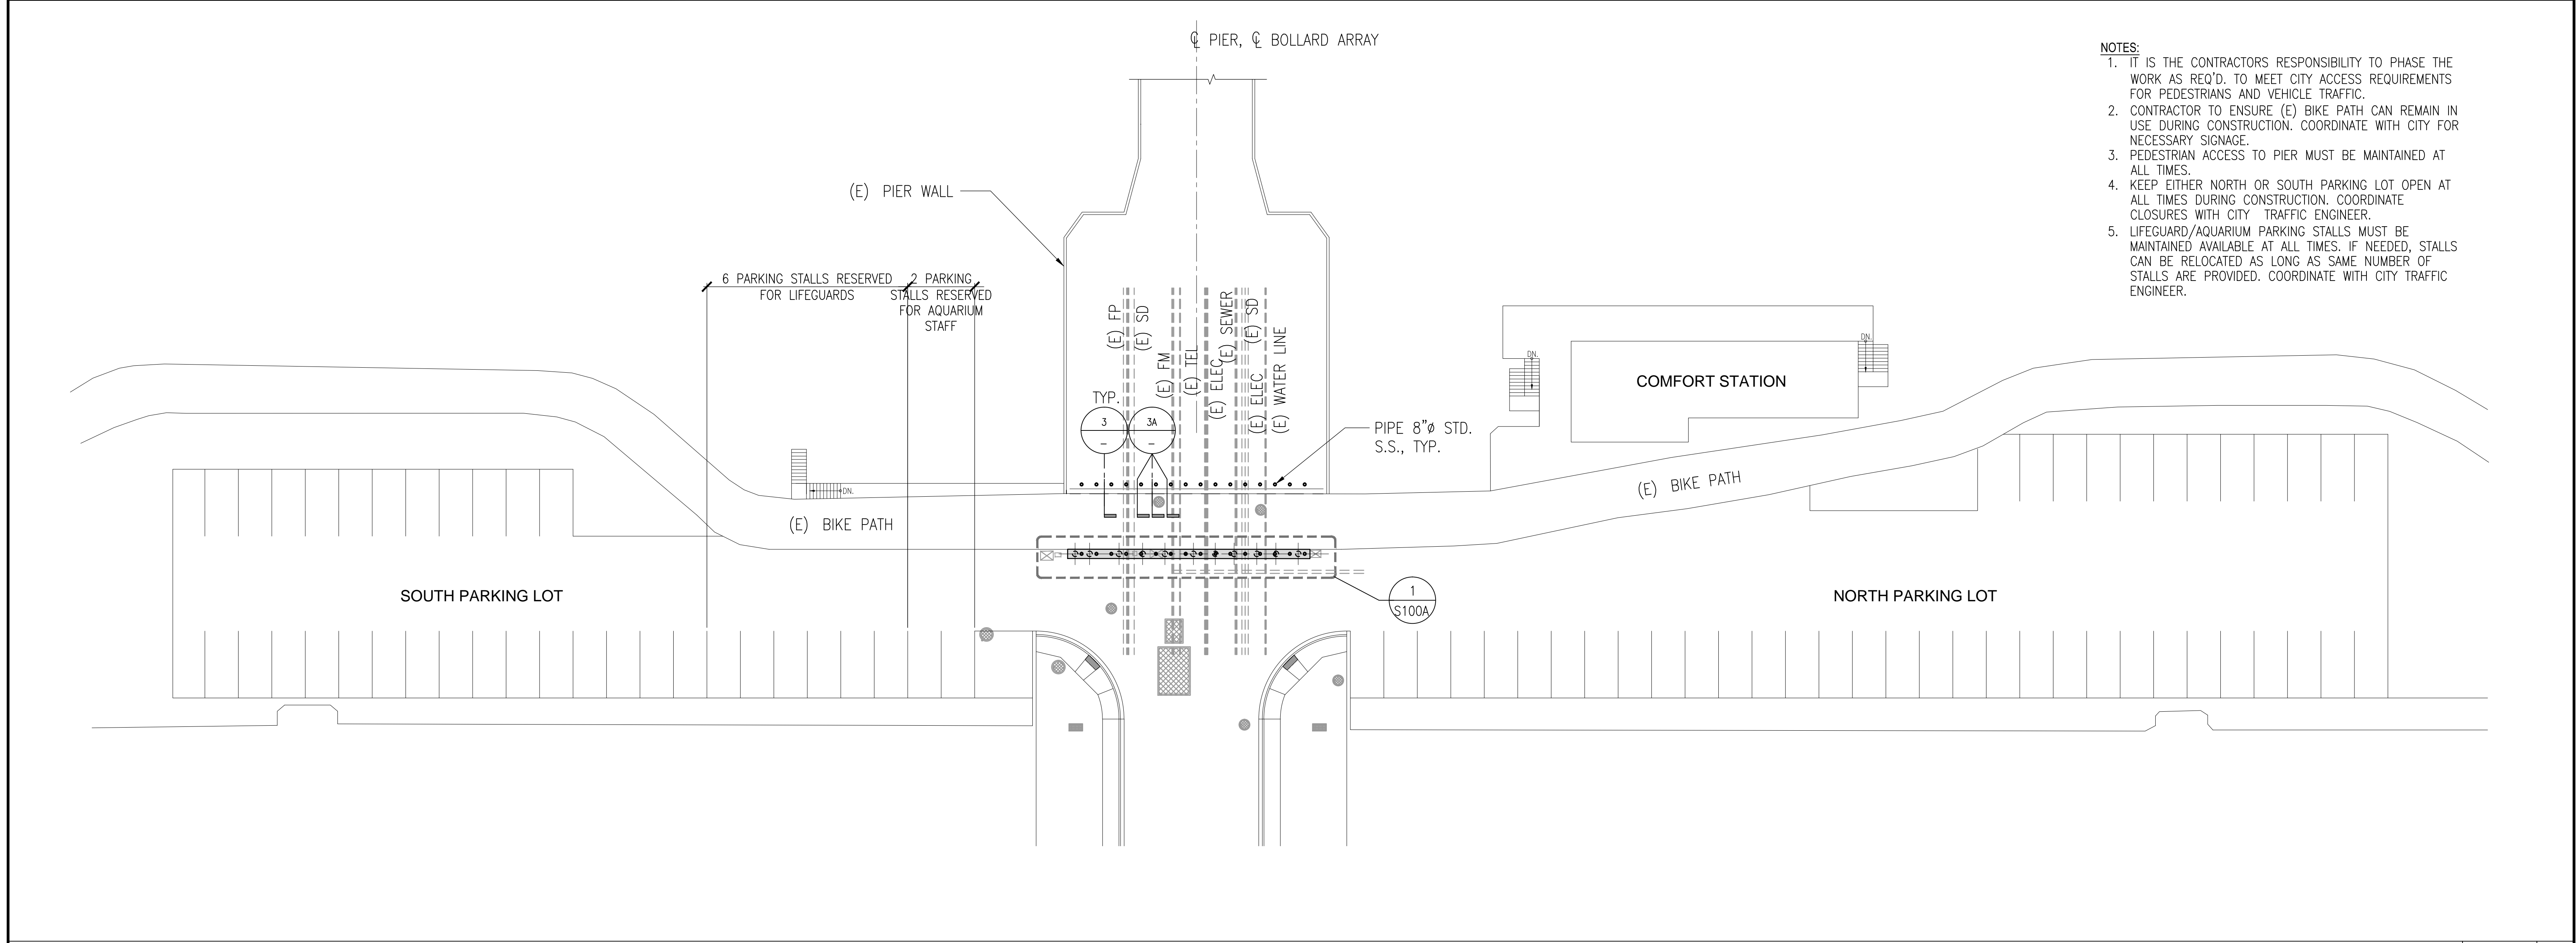 ℄ PIER, ℄ BOLLARD ARRAY
NOTES:
1. IT IS THE CONTRACTORS RESPONSIBILITY TO PHASE THE
WORK AS REQ'D. TO MEET CITY ACCESS REQUIREMENTS
FOR PEDESTRIANS AND VEHICLE TRAFFIC.
2. CONTRACTOR TO ENSURE (E) BIKE PATH CAN REMAIN IN
USE DURING CONSTRUCTION. COORDINATE WITH CITY FOR
NECESSARY SIGNAGE.
3. PEDESTRIAN ACCESS TO PIER MUST BE MAINTAINED AT
ALL TIMES.
4. KEEP EITHER NORTH OR SOUTH PARKING LOT OPEN AT
ALL TIMES DURING CONSTRUCTION. COORDINATE
CLOSURES WITH CITY TRAFFIC ENGINEER.
5. LIFEGUARD/AQUARIUM PARKING STALLS MUST BE
MAINTAINED AVAILABLE AT ALL TIMES. IF NEEDED, STALLS
CAN BE RELOCATED AS LONG AS SAME NUMBER OF
STALLS ARE PROVIDED. COORDINATE WITH CITY TRAFFIC
ENGINEER.
(E) PIER WALL
6 PARKING STALLS RESERVED
FOR LIFEGUARDS
2 PARKING
STALLS RESERVED
FOR AQUARIUM
STAFF
(E) FP
(E) SD
(E) FM
(E) TEL
(E) ELEC
(E) SEWER
(E) ELEC
(E) SD
(E) WATER LINE
TYP.
3
–
3A
–
PIPE 8"ø STD.
S.S., TYP.
DN.
COMFORT STATION
DN.
DN.
(E) BIKE PATH
(E) BIKE PATH
SOUTH PARKING LOT
1
S100A
NORTH PARKING LOT